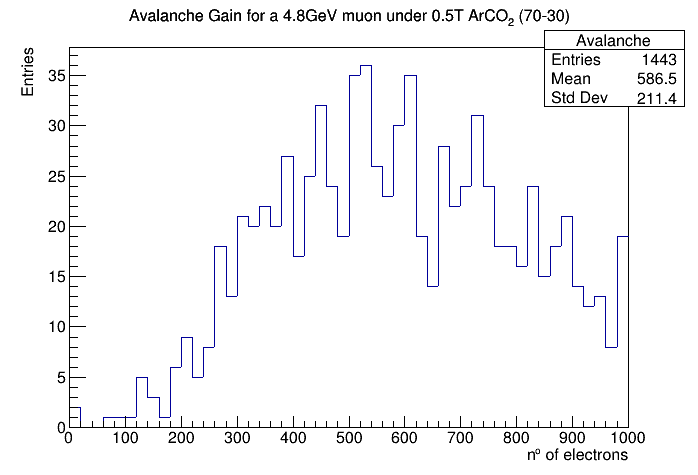 Avalanche Gain for a 4.8GeV muon under 0.5T ArCO2 (70-30)
Avalanche
Entries 1443
Mean 586.5
Std Dev 211.4
Entries
35
30
25
20
15
10
5
0
0 100 200 300 400 500 600 700 800 900 1000
nº of electrons